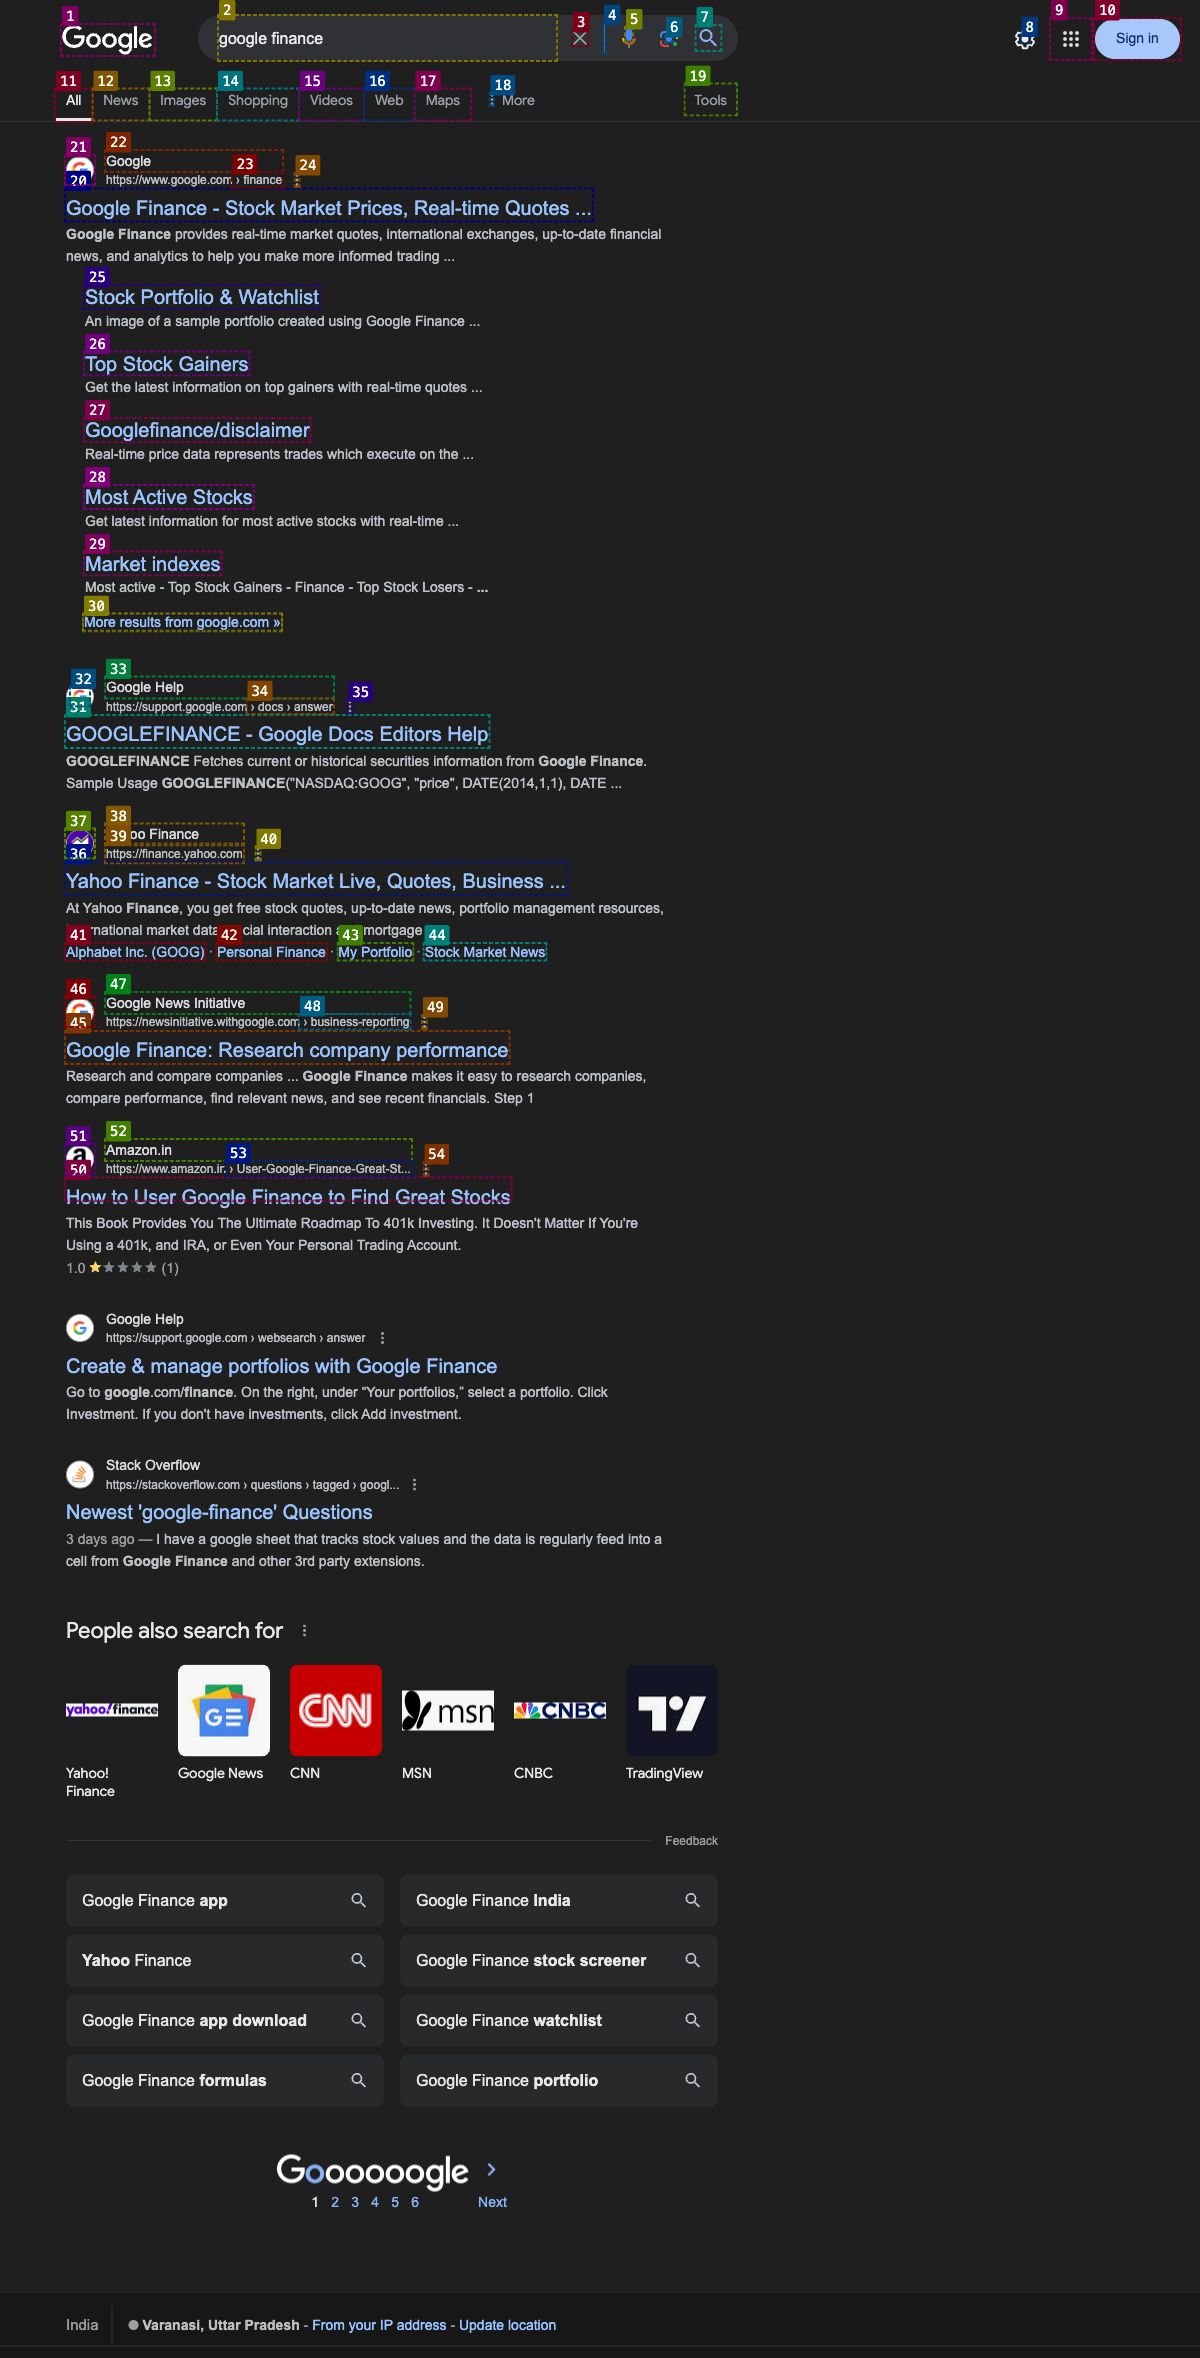 1 2 3 4 5 6 7 8 9 10
Google
google finance
Sign in
11 12 13 14 15 16 17 18 19
All News Images Shopping Videos Web Maps More Tools
21 22 23 24
Google
20 https://www.google.com › finance
Google Finance - Stock Market Prices, Real-time Quotes ...
Google Finance provides real-time market quotes, international exchanges, up-to-date financial
news, and analytics to help you make more informed trading ...
25
Stock Portfolio & Watchlist
An image of a sample portfolio created using Google Finance ...
26
Top Stock Gainers
Get the latest information on top gainers with real-time quotes ...
27
Googlefinance/disclaimer
Real-time price data represents trades which execute on the ...
28
Most Active Stocks
Get latest information for most active stocks with real-time ...
29
Market indexes
Most active - Top Stock Gainers - Finance - Top Stock Losers - ...
30
More results from google.com »
32 33 34 35
Google Help
31 https://support.google.com › docs › answer
GOOGLEFINANCE - Google Docs Editors Help
GOOGLEFINANCE Fetches current or historical securities information from Google Finance.
Sample Usage GOOGLEFINANCE("NASDAQ:GOOG", "price", DATE(2014,1,1), DATE ...
37 38
39 Finance 40
36 https://finance.yahoo.com
Yahoo Finance - Stock Market Live, Quotes, Business ...
At Yahoo Finance, you get free stock quotes, up-to-date news, portfolio management resources,
market data interaction mortgage
41 42 43 44
Alphabet Inc. (GOOG) · Personal Finance · My Portfolio · Stock Market News
46 47 48 49
Google News Initiative
45 https://newsinitiative.withgoogle.com › business-reporting
Google Finance: Research company performance
Research and compare companies ... Google Finance makes it easy to research companies,
compare performance, find relevant news, and see recent financials. Step 1
51 52 53 54
Amazon.in
50 https://www.amazon.in › User-Google-Finance-Great-St...
How to User Google Finance to Find Great Stocks
This Book Provides You The Ultimate Roadmap To 401k Investing. It Doesn't Matter If You're
Using a 401k, and IRA, or Even Your Personal Trading Account.
1.0 (1)
Google Help
https://support.google.com › websearch › answer
Create & manage portfolios with Google Finance
Go to google.com/finance. On the right, under “Your portfolios,” select a portfolio. Click
Investment. If you don't have investments, click Add investment.
Stack Overflow
https://stackoverflow.com › questions › tagged › googl...
Newest 'google-finance' Questions
3 days ago — I have a google sheet that tracks stock values and the data is regularly feed into a
cell from Google Finance and other 3rd party extensions.
People also search for
yahoo!finance GE CNN msn CNBC
Yahoo! Finance
Google News
CNN
MSN
CNBC
TradingView
Feedback
Google Finance app
Google Finance India
Yahoo Finance
Google Finance stock screener
Google Finance app download
Google Finance watchlist
Google Finance formulas
Google Finance portfolio
Goooooogle
1 2 3 4 5 6 Next
India Varanasi, Uttar Pradesh - From your IP address - Update location